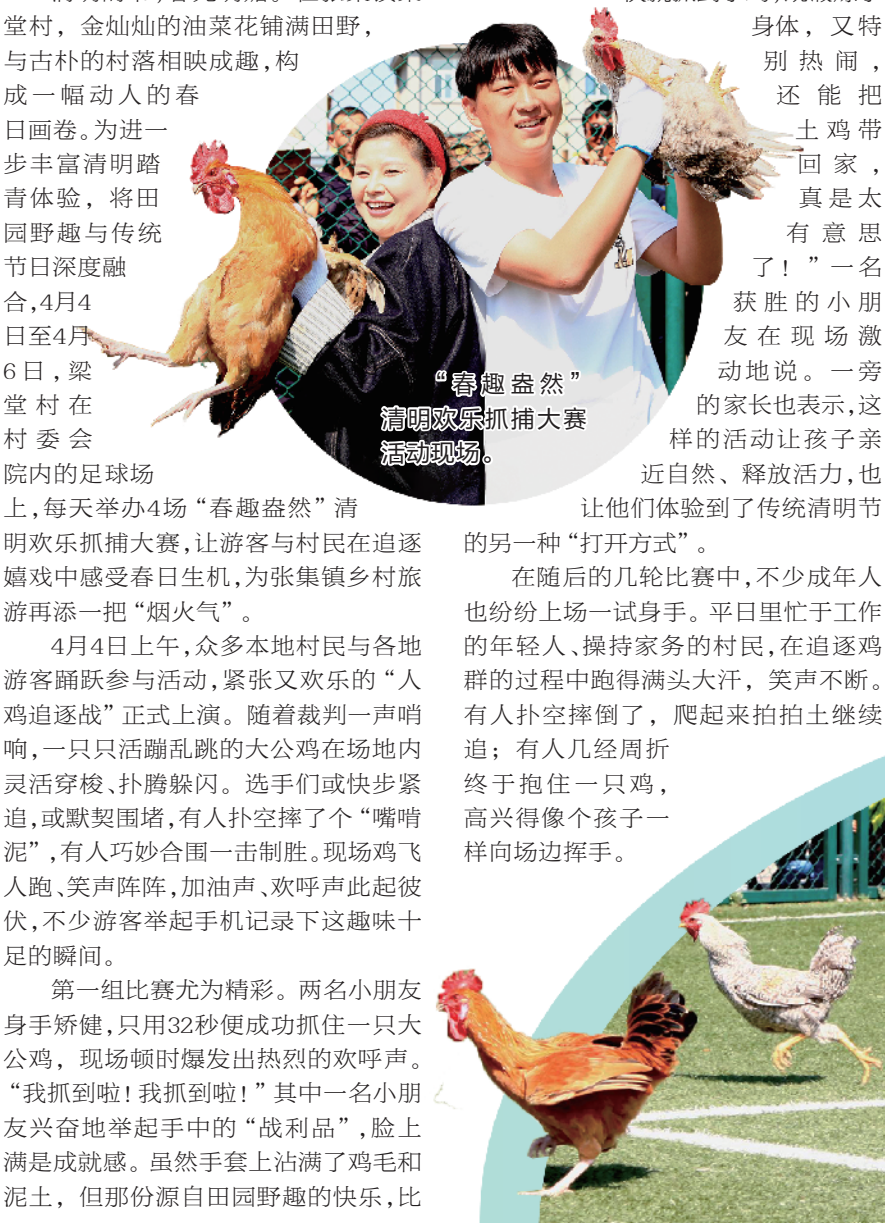 堂村，金灿灿的油菜花铺满田野，
与古朴的村落相映成趣，构
成一幅动人的春
日画卷。为进一
步丰富清明踏
青体验，将田
园野趣与传统
节日深度融
合，4月4
日至4月
6日，梁
堂村在
村委会
院内的足球场
上，每天举办4场“春趣盎然”清
明欢乐抓捕大赛，让游客与村民在追逐
嬉戏中感受春日生机，为张集镇乡村旅
游再添一把“烟火气”。
4月4日上午，众多本地村民与各地
游客踊跃参与活动，紧张又欢乐的“人
鸡追逐战”正式上演。随着裁判一声哨
响，一只只活蹦乱跳的大公鸡在场地内
灵活穿梭、扑腾躲闪。选手们或快步紧
追，或默契围堵，有人扑空摔了个“嘴啃
泥”，有人巧妙合围一击制胜。现场鸡飞
人跑、笑声阵阵，加油声、欢呼声此起彼
伏，不少游客举起手机记录下这趣味十
足的瞬间。
第一组比赛尤为精彩。两名小朋友
身手矫健，只用32秒便成功抓住一只大
公鸡，现场顿时爆发出热烈的欢呼声。
“我抓到啦！我抓到啦！”其中一名小朋
友兴奋地举起手中的“战利品”，脸上
满是成就感。虽然手套上沾满了鸡毛和
泥土，但那份源自田园野趣的快乐，比
“春趣盎然”
清明欢乐抓捕大赛
活动现场。
身体，又特
别热闹，
还能把
土鸡带
回家，
真是太
有意思
了！”一名
获胜的小朋
友在现场激
动地说。一旁
的家长也表示，这
样的活动让孩子亲
近自然、释放活力，也
让他们体验到了传统清明节
的另一种“打开方式”。
在随后的几轮比赛中，不少成年人
也纷纷上场一试身手。平日里忙于工作
的年轻人、操持家务的村民，在追逐鸡
群的过程中跑得满头大汗，笑声不断。
有人扑空摔倒了，爬起来拍拍土继续
追；有人几经周折
终于抱住一只鸡，
高兴得像个孩子一
样向场边挥手。